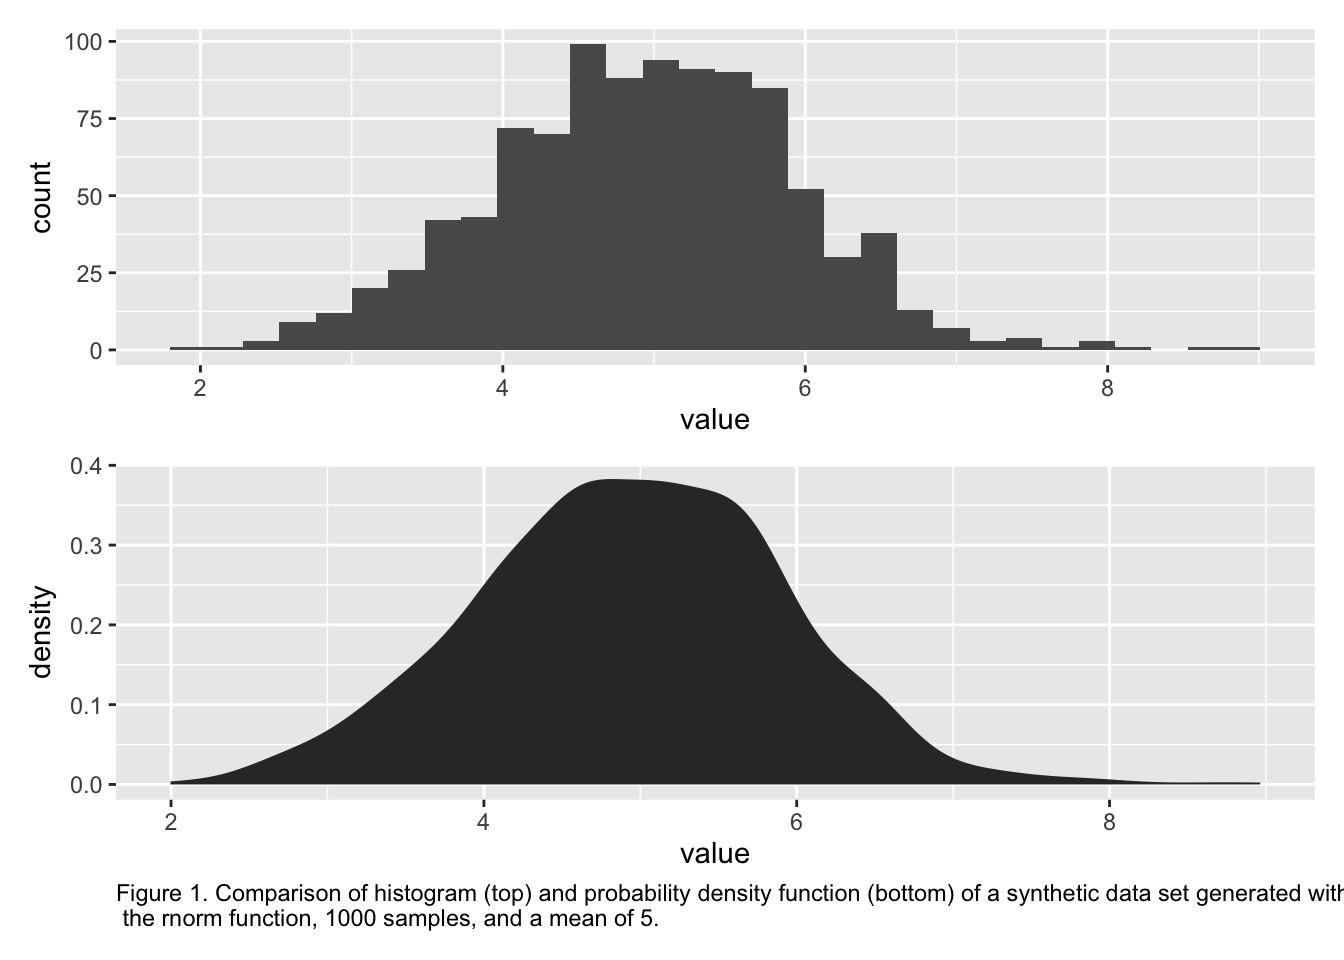 100
75
50
25
0
count
2 4 6 8
value
0.4
0.3
0.2
0.1
0.0
density
2 4 6 8
value
Figure 1. Comparison of histogram (top) and probability density function (bottom) of a synthetic data set generated with
the rnorm function, 1000 samples, and a mean of 5.